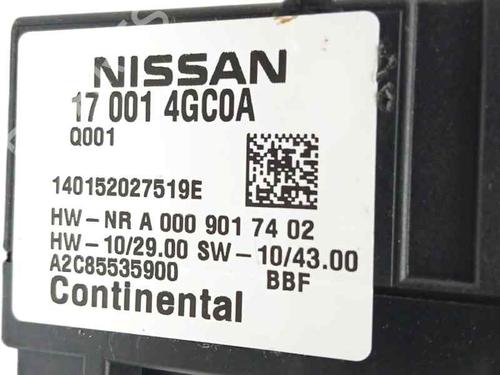 NISSAN
17 001 4GC0A
Q001
140152027519E
HW-NR A 000 901 74 02
HW-10/29.00 SW-10/43.00
A2C85535900 BBF
Continental